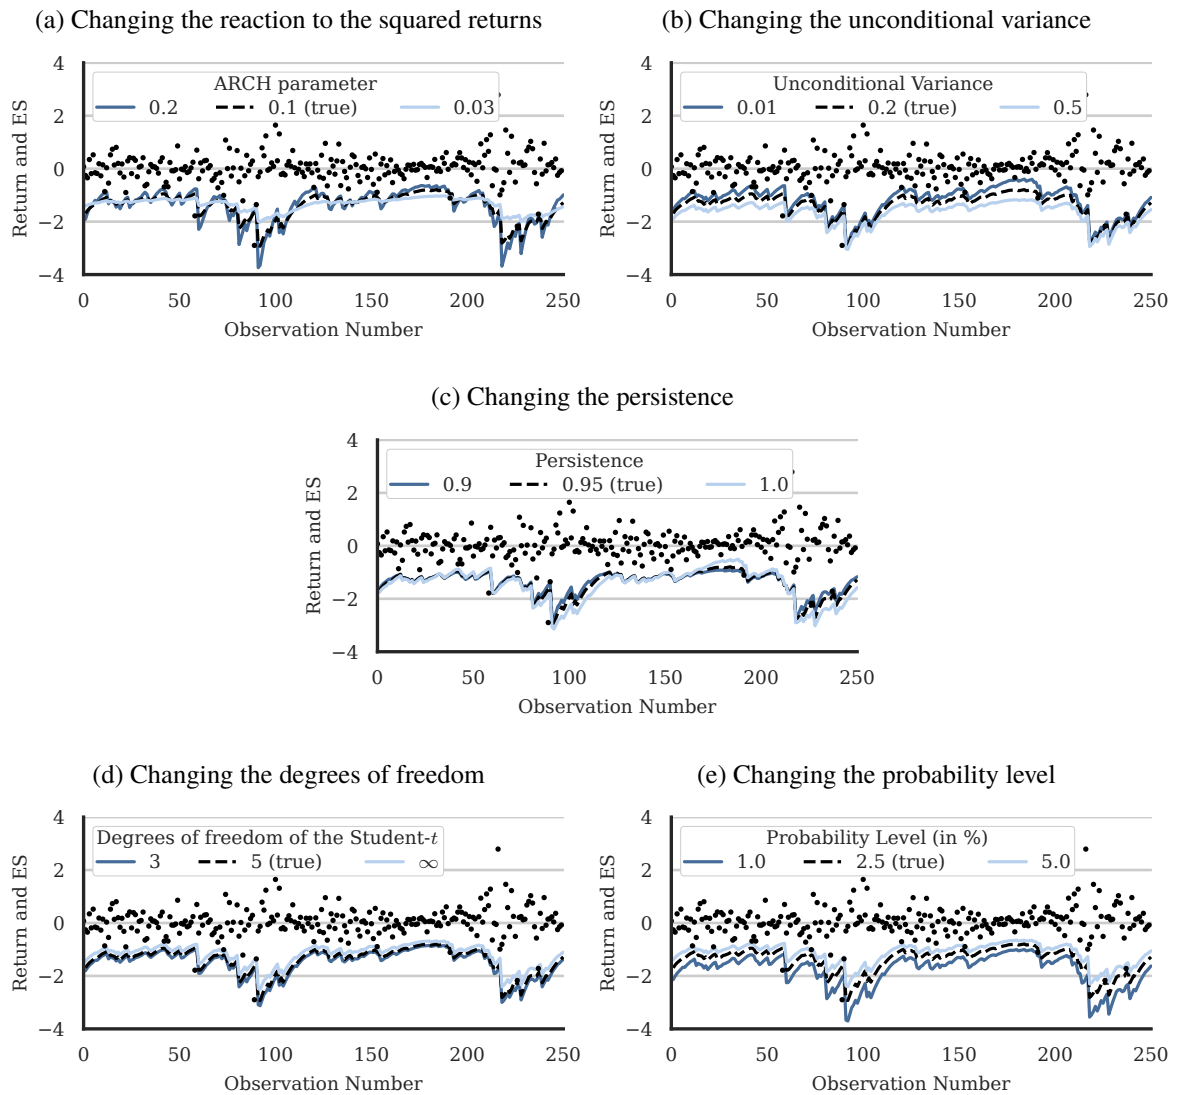 (a) Changing the reaction to the squared returns
4
2
0
−2
−4
Return and ES
ARCH parameter
0.2 0.1 (true) 0.03
0 50 100 150 200 250
Observation Number
(b) Changing the unconditional variance
4
2
0
−2
−4
Return and ES
Unconditional Variance
0.01 0.2 (true) 0.5
0 50 100 150 200 250
Observation Number
(c) Changing the persistence
4
2
0
−2
−4
Return and ES
Persistence
0.9 0.95 (true) 1.0
0 50 100 150 200 250
Observation Number
(d) Changing the degrees of freedom
4
2
0
−2
−4
Return and ES
Degrees of freedom of the Student-t
3 5 (true) ∞
0 50 100 150 200 250
Observation Number
(e) Changing the probability level
4
2
0
−2
−4
Return and ES
Probability Level (in %)
1.0 2.5 (true) 5.0
0 50 100 150 200 250
Observation Number